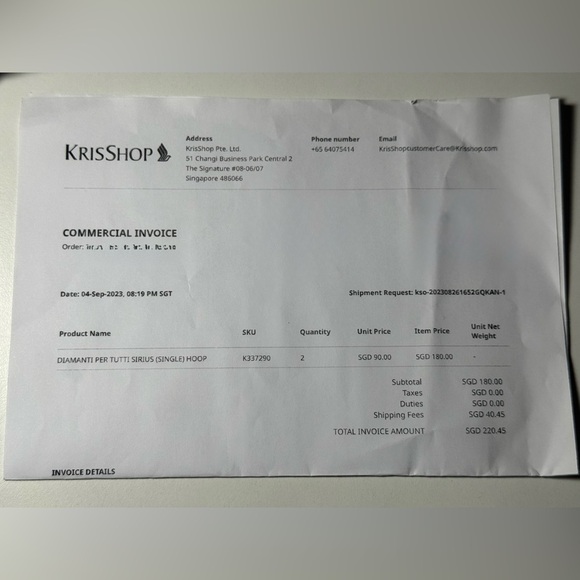 KRISSHOP
Address
KrisShop Pte. Ltd.
51 Changi Business Park Central 2
The Signature #08-06/07
Singapore 486066
Phone number
+65 64075414
Email
KrisShopcustomerCare@Krisshop.com
COMMERCIAL INVOICE
Order:
Date: 04-Sep-2023, 08:19 PM SGT
Shipment Request: kso-202308261652GQKAN-1
Product Name SKU Quantity Unit Price Item Price Unit Net Weight
DIAMANTI PER TUTTI SIRIUS (SINGLE) HOOP K337290 2 SGD 90.00 SGD 180.00 -
Subtotal SGD 180.00
Taxes SGD 0.00
Duties SGD 0.00
Shipping Fees SGD 40.45
TOTAL INVOICE AMOUNT SGD 220.45
INVOICE DETAILS